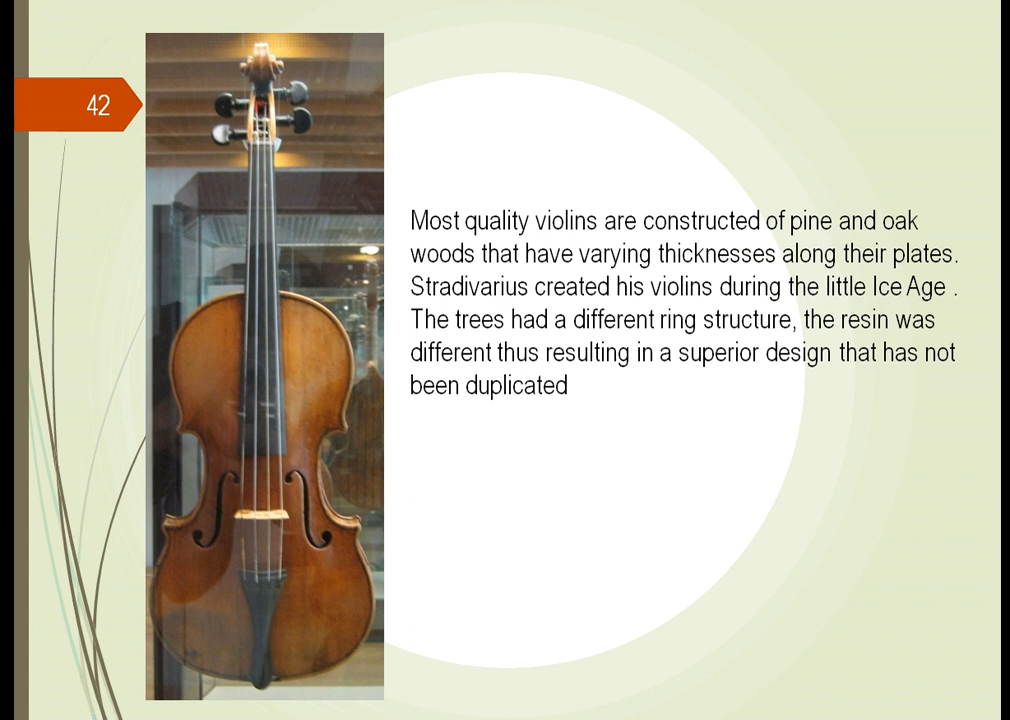 42
Most quality violins are constructed of pine and oak
woods that have varying thicknesses along their plates.
Stradivarius created his violins during the little Ice Age .
The trees had a different ring structure, the resin was
different thus resulting in a superior design that has not
been duplicated